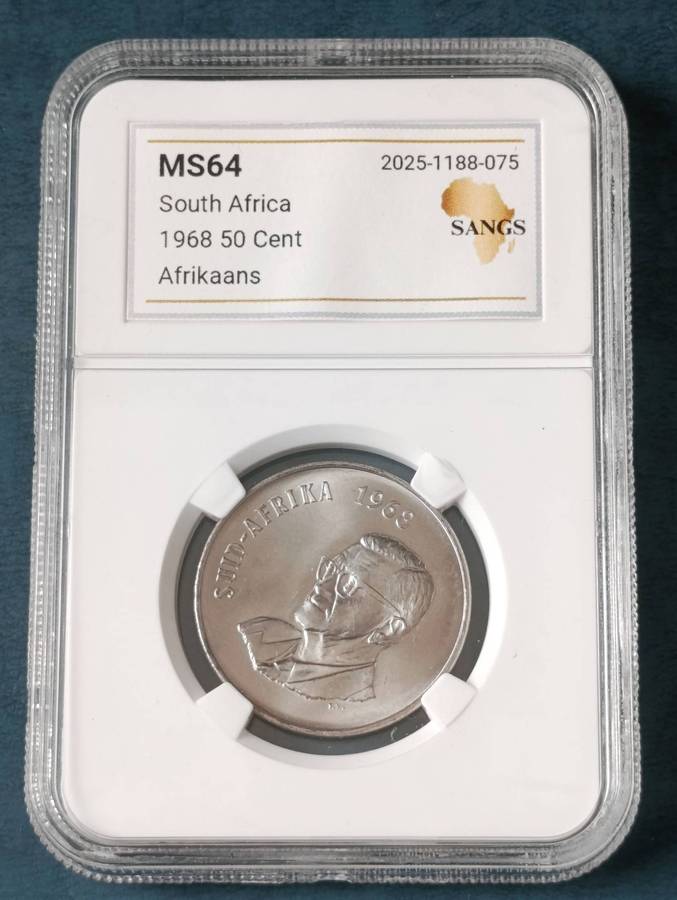 MS64
2025-1188-075
South Africa
1968 50 Cent
Afrikaans
SANGS
SUID-AFRIKA 1968